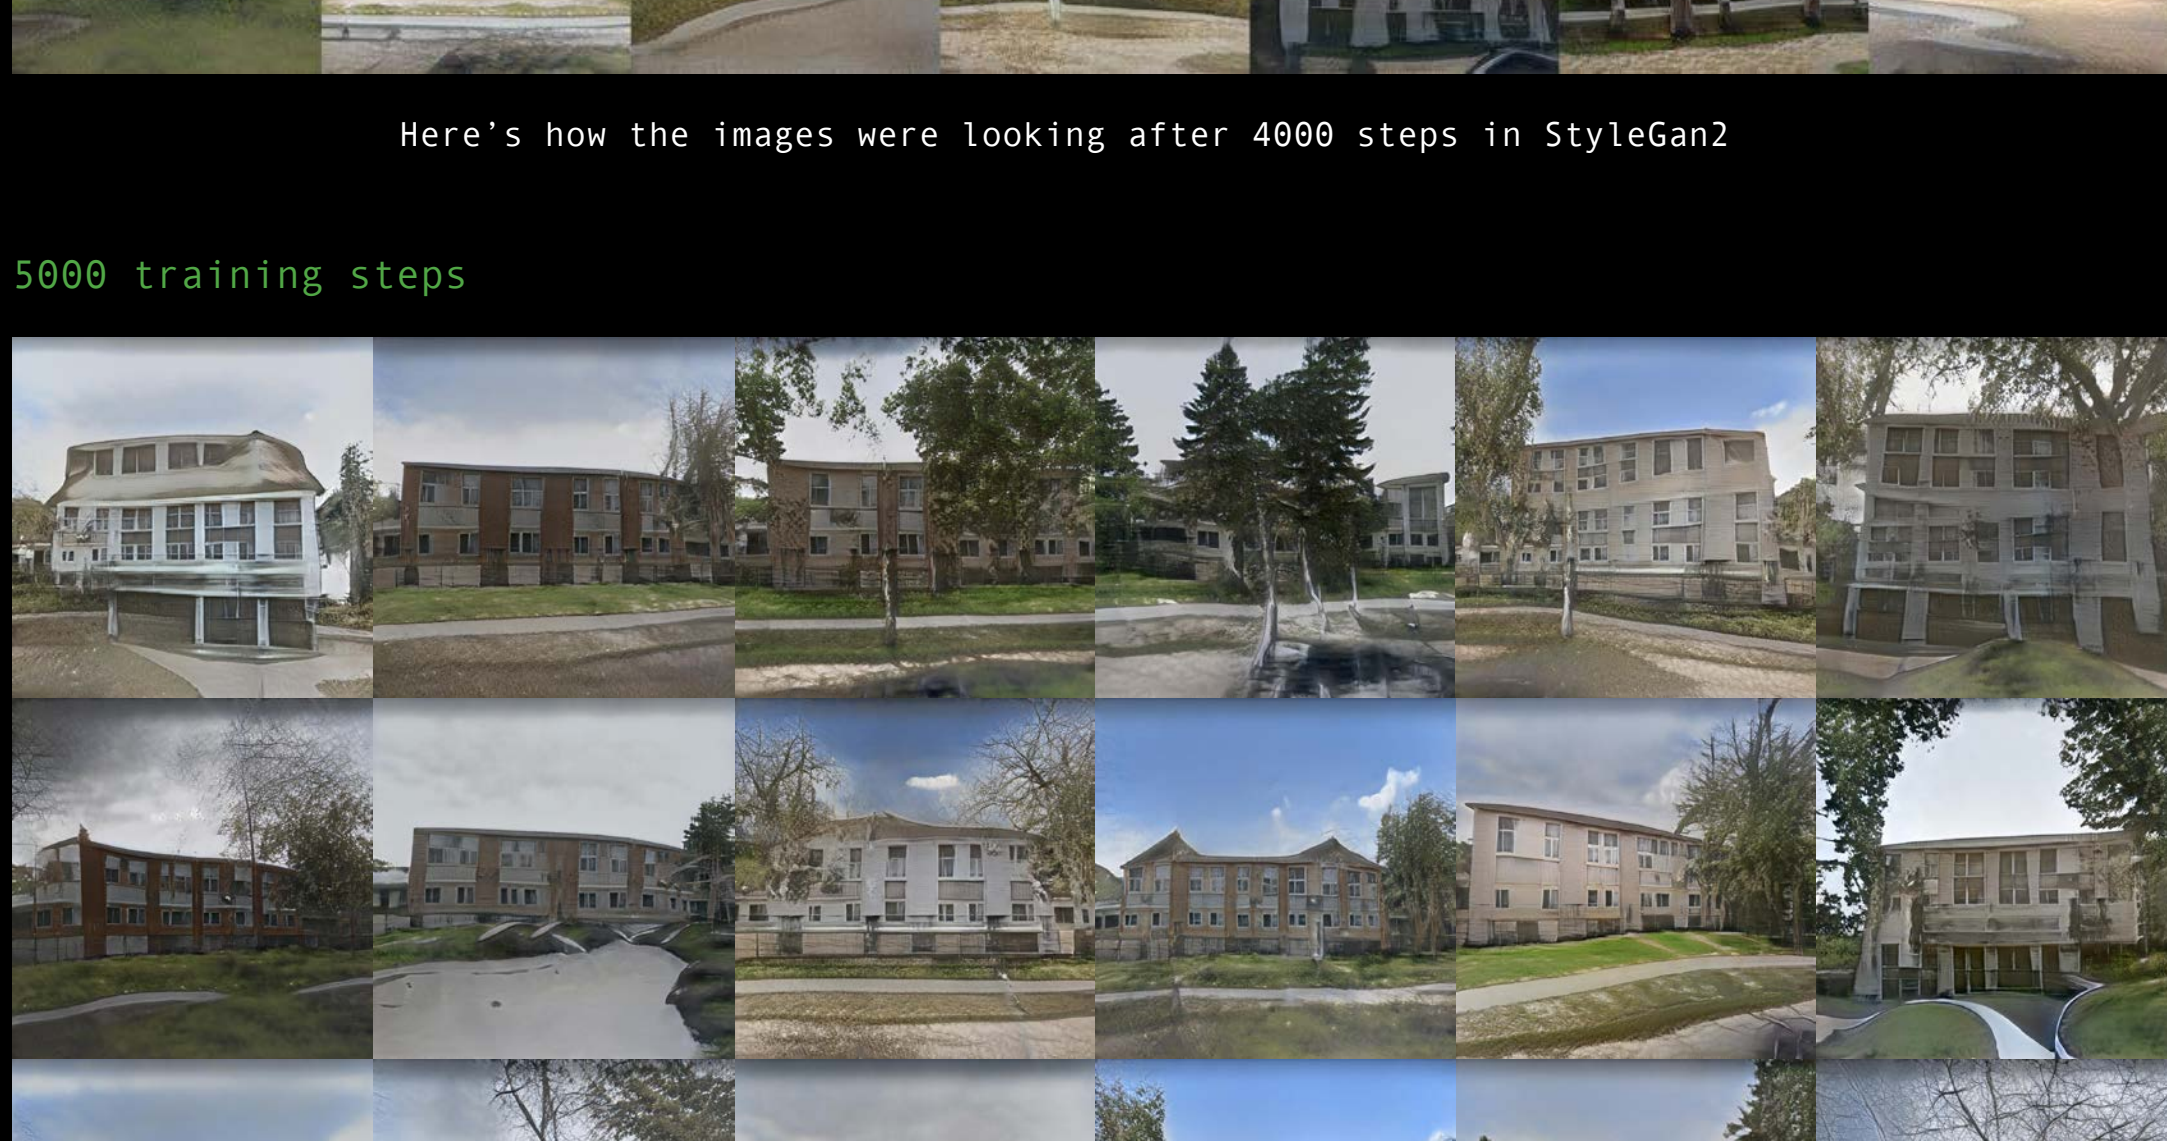 Here’s how the images were looking after 4000 steps in StyleGan2
5000 training steps